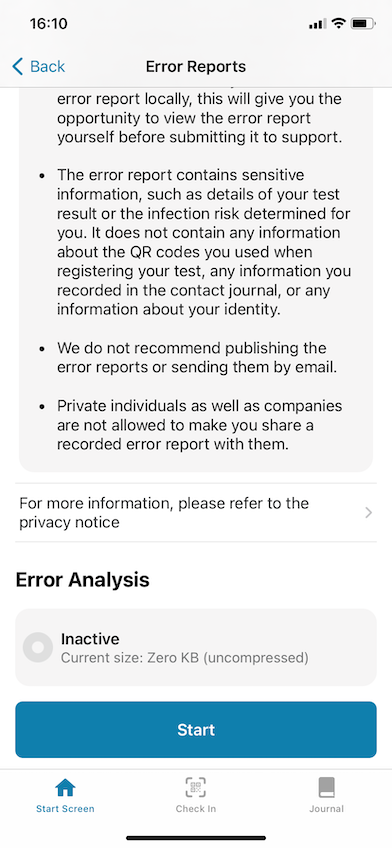 16:10
Back
Error Reports
error report locally, this will give you the
opportunity to view the error report
yourself before submitting it to support.
• The error report contains sensitive
information, such as details of your test
result or the infection risk determined for
you. It does not contain any information
about the QR codes you used when
registering your test, any information you
recorded in the contact journal, or any
information about your identity.
• We do not recommend publishing the
error reports or sending them by email.
• Private individuals as well as companies
are not allowed to make you share a
recorded error report with them.
For more information, please refer to the
privacy notice
Error Analysis
Inactive
Current size: Zero KB (uncompressed)
Start
Start Screen
Check In
Journal